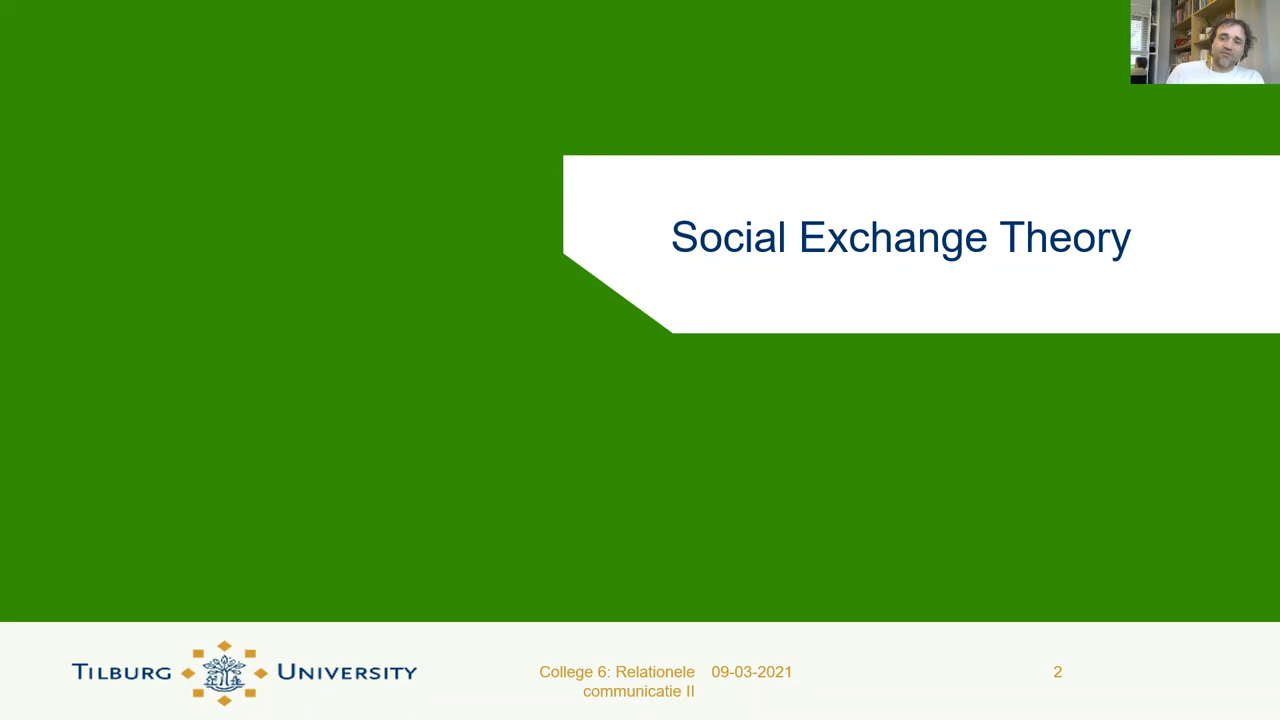 Social Exchange Theory
TILBURG UNIVERSITY
College 6: Relationele 09-03-2021 2
communicatie II